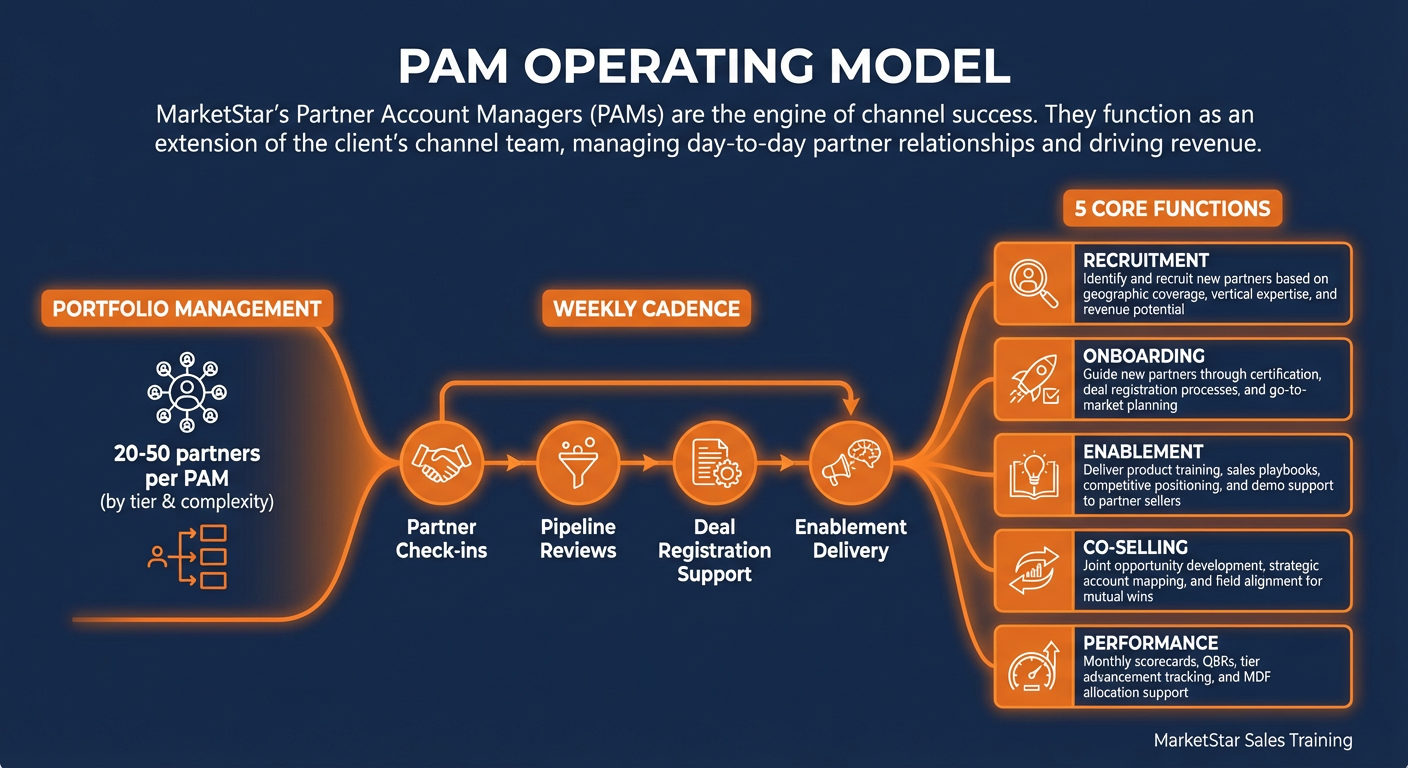 PAM OPERATING MODEL
MarketStar's Partner Account Managers (PAMs) are the engine of channel success. They function as an
extension of the client's channel team, managing day-to-day partner relationships and driving revenue.
PORTFOLIO MANAGEMENT
20-50 partners
per PAM
(by tier & complexity)
WEEKLY CADENCE
Partner
Check-ins
Pipeline
Reviews
Deal
Registration
Support
Enablement
Delivery
5 CORE FUNCTIONS
RECRUITMENT
Identify and recruit new partners based on
geographic coverage, vertical expertise, and
revenue potential
ONBOARDING
Guide new partners through certification,
deal registration processes, and go-to-
market planning
ENABLEMENT
Deliver product training, sales playbooks,
competitive positioning, and demo support
to partner sellers
CO-SELLING
Joint opportunity development, strategic
account mapping, and field alignment for
mutual wins
PERFORMANCE
Monthly scorecards, QBRs, tier
advancement tracking, and MDF
allocation support
MarketStar Sales Training